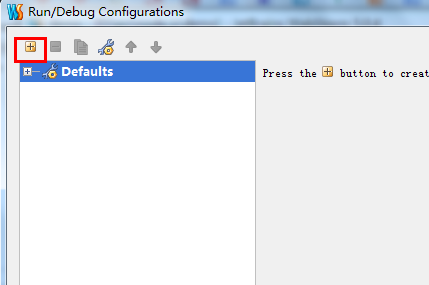 Run/Debug Configurations
Defaults
Press the button to creat